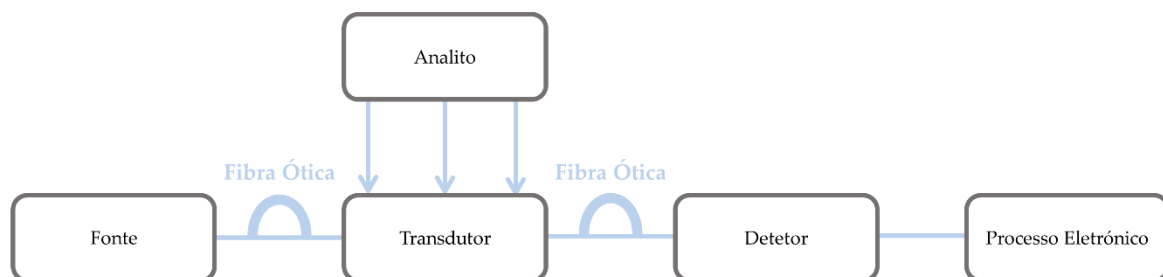 Analito
Fibra Ótica
Fibra Ótica
Fonte
Transdutor
Detetor
Processo Eletrónico